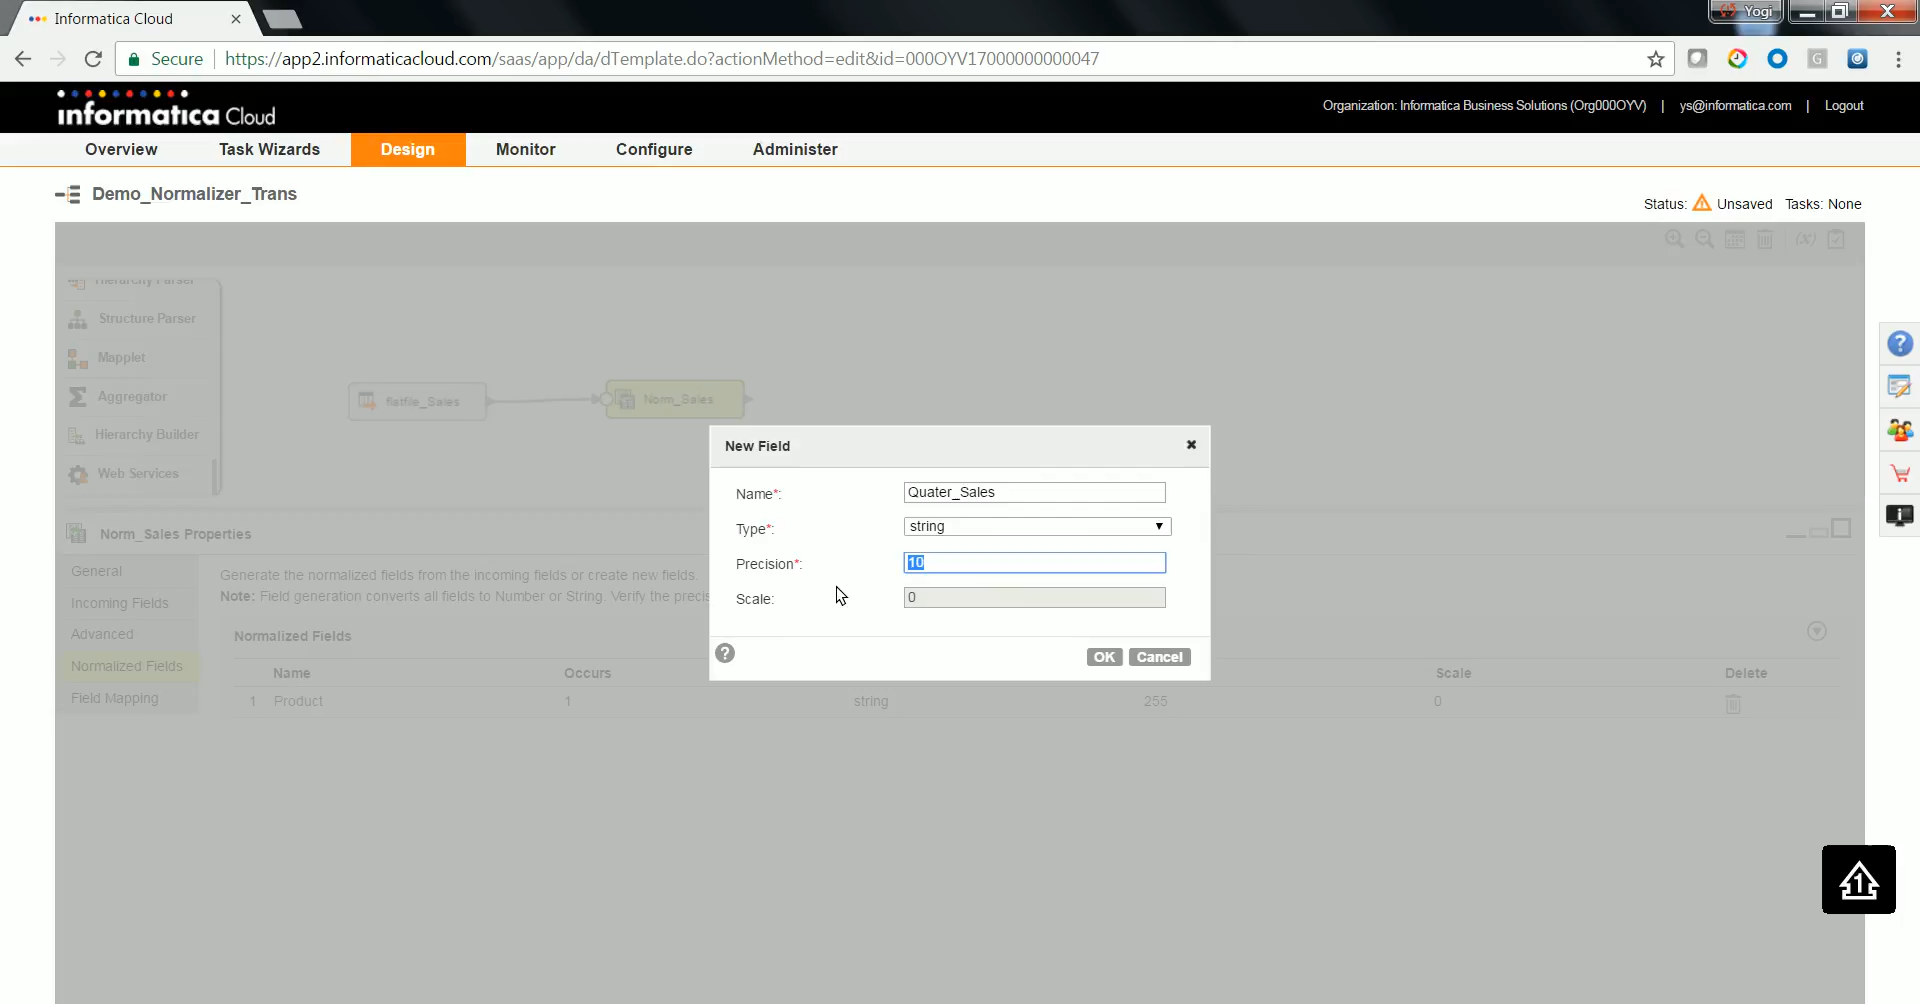 Informatica Cloud
Yogi
Secure
https://app2.informaticacloud.com/saas/app/da/dTemplate.do?actionMethod=edit&id=000OYV17000000000047
G
informatica Cloud
Organization: Informatica Business Solutions (Org000OYV) | ys@informatica.com | Logout
Overview Task Wizards Design Monitor Configure Administer
Demo_Normalizer_Trans
Status: Unsaved Tasks: None
(x)
Hierarchy Parser
Structure Parser
Mapplet
Aggregator
Hierarchy Builder
Web Services
flatfile_Sales
Norm_Sales
New Field
Name*: Quater_Sales
Type*: string
Precision*: 10
Scale: 0
? OK Cancel
Norm_Sales Properties
General
Incoming Fields
Advanced
Normalized Fields
Field Mapping
Generate the normalized fields from the incoming fields or create new fields.
Note: Field generation converts all fields to Number or String. Verify the
Normalized Fields
Name Occurs Scale Delete
1 Product 1 string 255 0
?
1